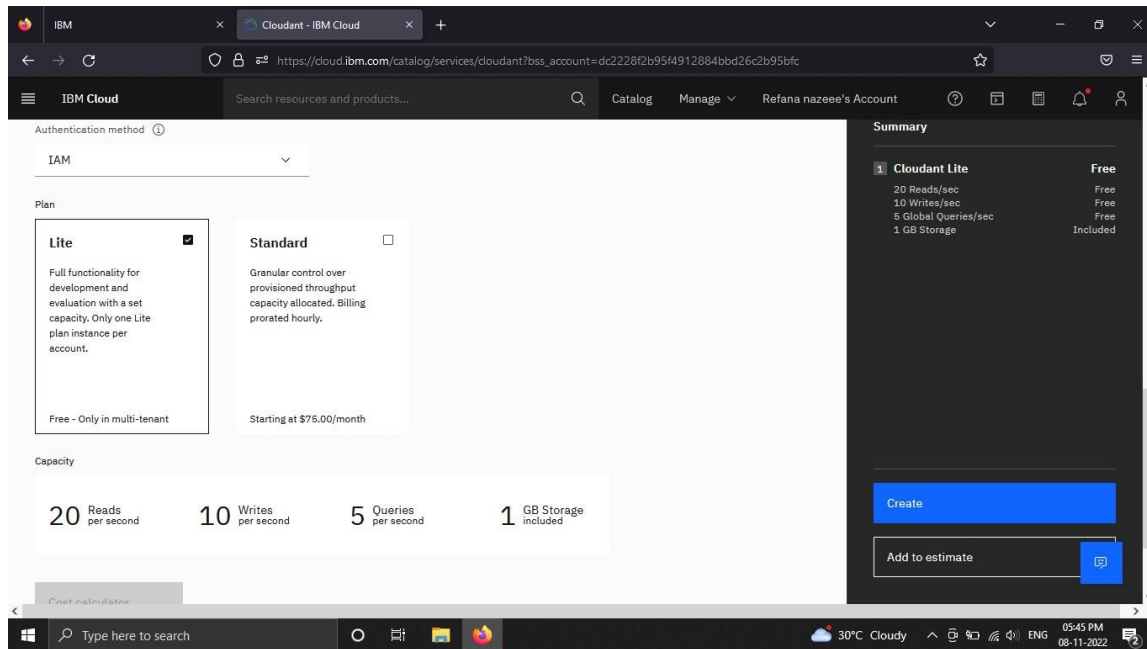 IBM
Cloudant - IBM Cloud
https://cloud.ibm.com/catalog/services/cloudant?bss_account=dc2228f2b95f4912884bbd26c2b95bfc
IBM Cloud
Search resources and products...
Catalog
Manage
Refana nazeee's Account
Authentication method
IAM
Plan
Lite
Full functionality for
development and
evaluation with a set
capacity. Only one Lite
plan instance per
account.
Free - Only in multi-tenant
Standard
Granular control over
provisioned throughput
capacity allocated. Billing
prorated hourly.
Starting at $75.00/month
Capacity
20 Reads per second
10 Writes per second
5 Queries per second
1 GB Storage included
Cost calculator
Summary
1 Cloudant Lite Free
20 Reads/sec Free
10 Writes/sec Free
5 Global Queries/sec Free
1 GB Storage Included
Create
Add to estimate
Type here to search
30°C Cloudy
ENG
05:45 PM
08-11-2022
2